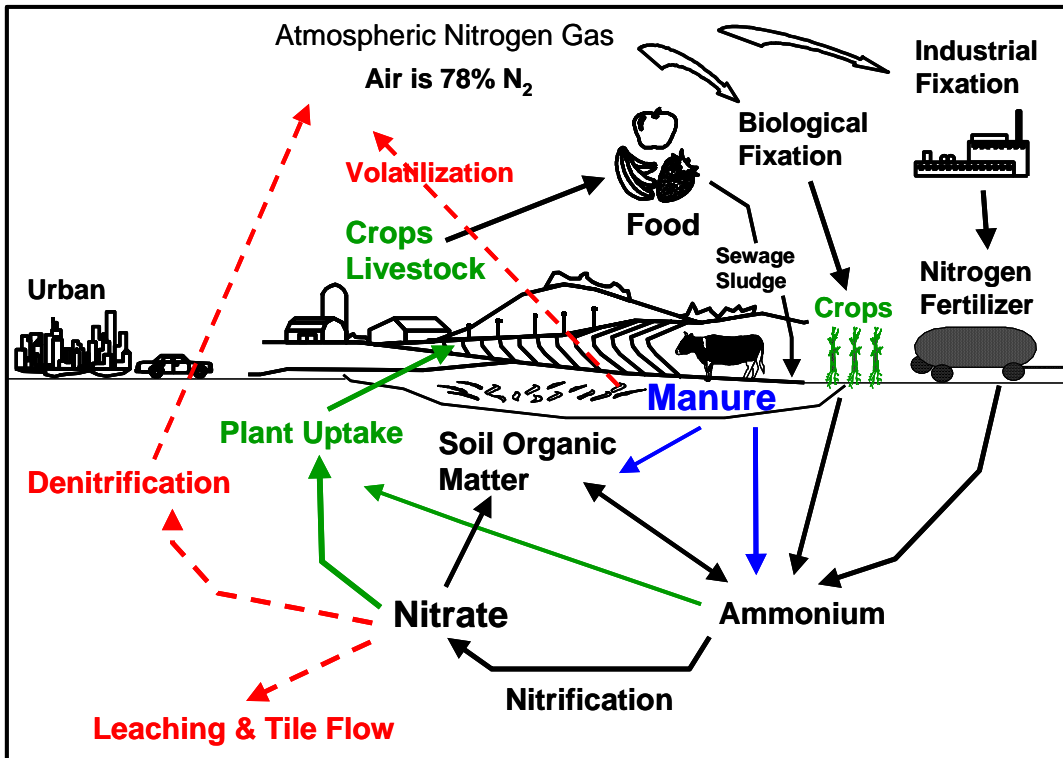 Atmospheric Nitrogen Gas
Air is 78% N₂
Industrial
Fixation
Biological
Fixation
Volatilization
Crops
Livestock
Food
Sewage
Sludge
Nitrogen
Fertilizer
Urban
Crops
Manure
Plant Uptake
Soil Organic
Matter
Denitrification
Nitrate
Ammonium
Nitrification
Leaching & Tile Flow